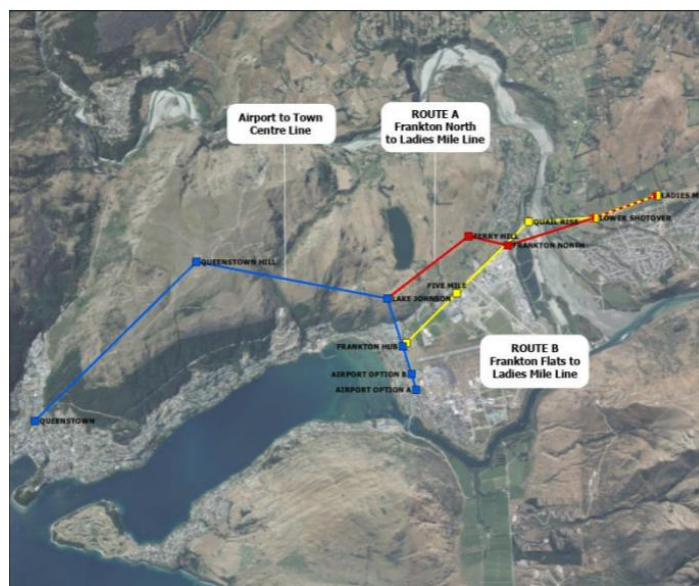 Airport to Town
Centre Line
ROUTE A
Frankton North
to Ladies Mile Line
LADIES M
QUAIL RISE
LOWER SHOTOVER
FERRY HILL
FRANKTON NORTH
QUEENSTOWN HILL
FIVE MILE
LAKE JOHNSON
FRANKTON HUB
ROUTE B
Frankton Flats to
Ladies Mile Line
AIRPORT OPTION B
AIRPORT OPTION A
QUEENSTOWN